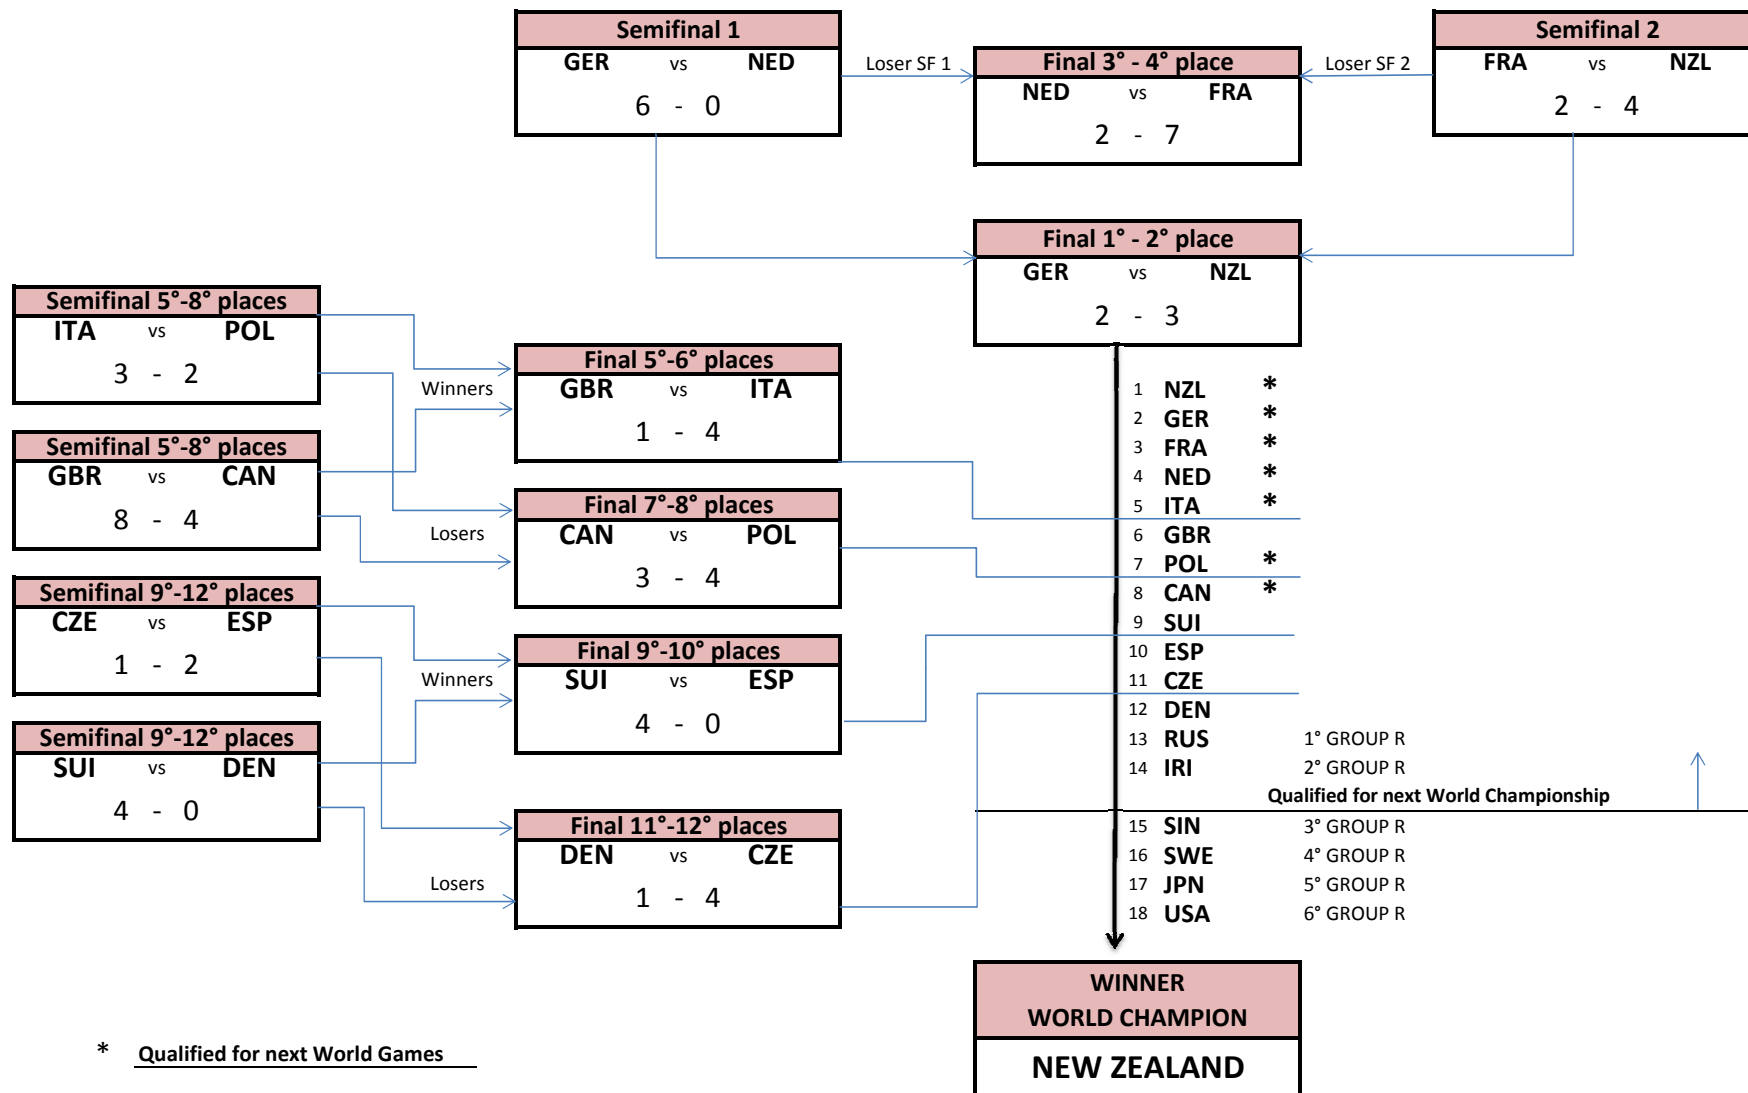 Semifinal 1
GER vs NED
6 - 0
Loser SF 1
Final 3° - 4° place
NED vs FRA
2 - 7
Loser SF 2
Semifinal 2
FRA vs NZL
2 - 4
Final 1° - 2° place
GER vs NZL
2 - 3
Semifinal 5°-8° places
ITA vs POL
3 - 2
Semifinal 5°-8° places
GBR vs CAN
8 - 4
Winners
Losers
Final 5°-6° places
GBR vs ITA
1 - 4
Final 7°-8° places
CAN vs POL
3 - 4
Semifinal 9°-12° places
CZE vs ESP
1 - 2
Semifinal 9°-12° places
SUI vs DEN
4 - 0
Winners
Losers
Final 9°-10° places
SUI vs ESP
4 - 0
Final 11°-12° places
DEN vs CZE
1 - 4
1 NZL *
2 GER *
3 FRA *
4 NED *
5 ITA *
6 GBR
7 POL *
8 CAN *
9 SUI
10 ESP
11 CZE
12 DEN
13 RUS 1° GROUP R
14 IRI 2° GROUP R
Qualified for next World Championship
15 SIN 3° GROUP R
16 SWE 4° GROUP R
17 JPN 5° GROUP R
18 USA 6° GROUP R
WINNER
WORLD CHAMPION
NEW ZEALAND
* Qualified for next World Games